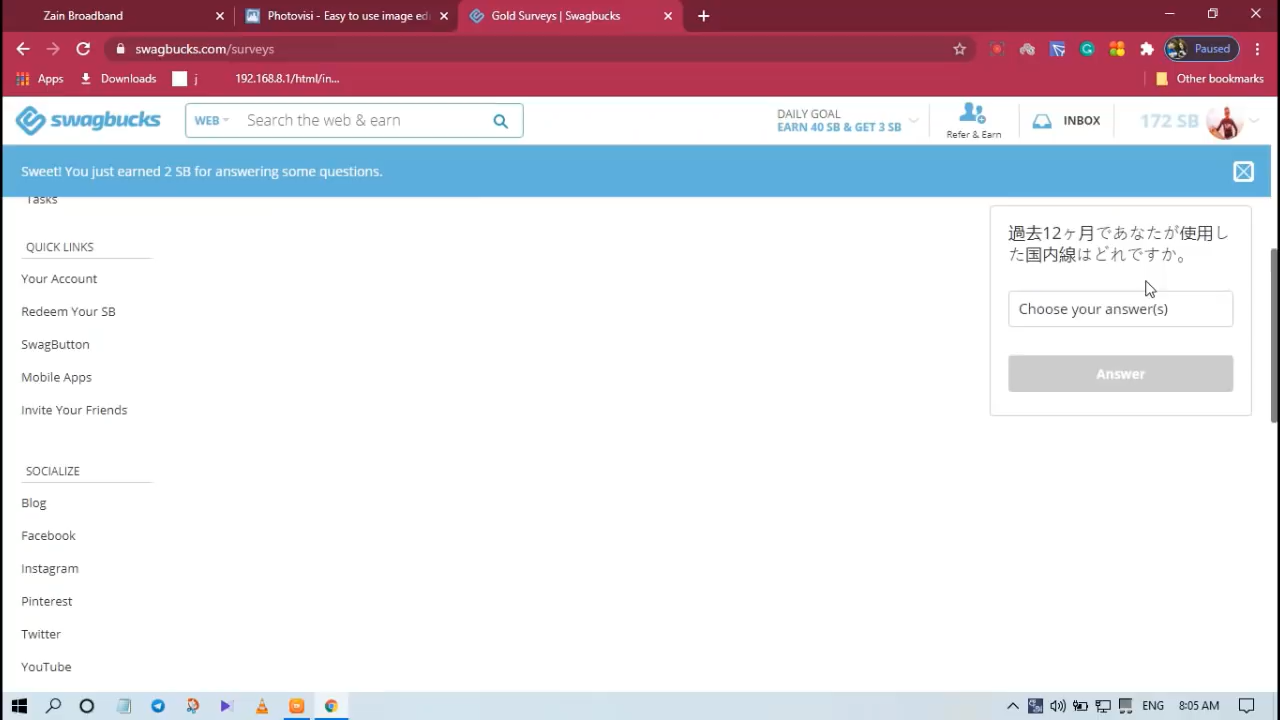 Zain Broadband
Photovisi - Easy to use image edi
Gold Surveys | Swagbucks
swagbucks.com/surveys
Paused
Apps
Downloads
j
192.168.8.1/html/in...
Other bookmarks
swagbucks
WEB
Search the web & earn
DAILY GOAL
EARN 40 SB & GET 3 SB
Refer & Earn
INBOX
172 SB
Sweet! You just earned 2 SB for answering some questions.
Tasks
QUICK LINKS
Your Account
Redeem Your SB
SwagButton
Mobile Apps
Invite Your Friends
SOCIALIZE
Blog
Facebook
Instagram
Pinterest
Twitter
YouTube
過去12ヶ月であなたが使用し
た国内線はどれですか。
Choose your answer(s)
Answer
ENG
8:05 AM